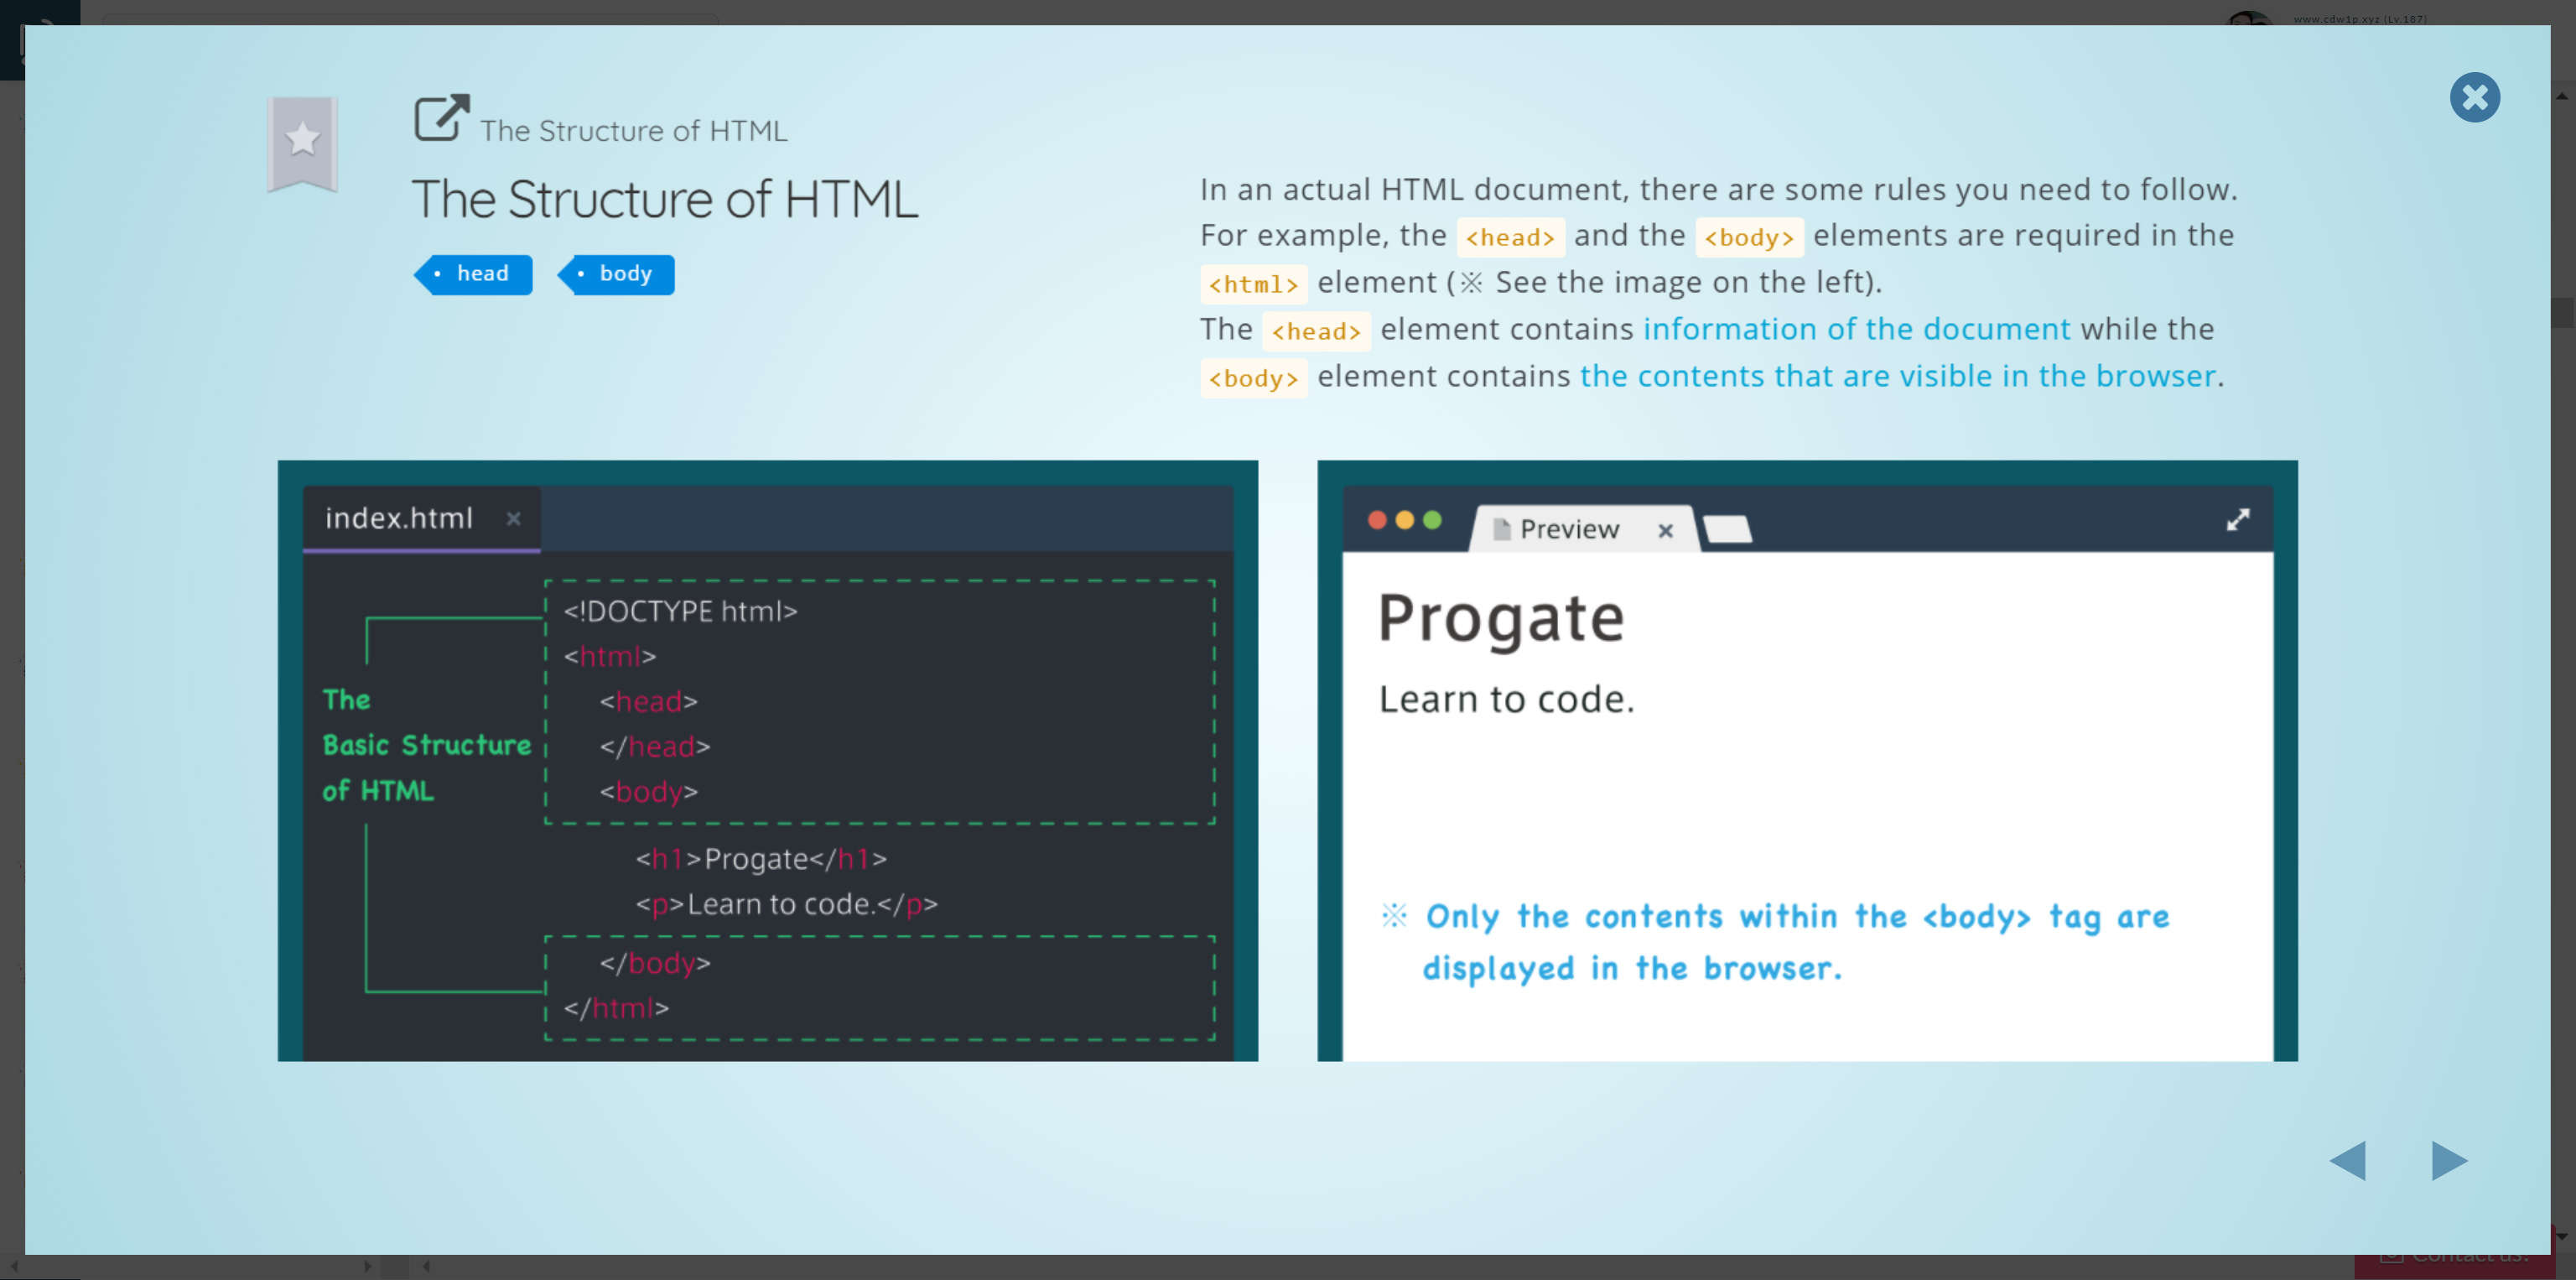 www.cdw1p.xyz (Lv.187)
The Structure of HTML
The Structure of HTML
• head • body
In an actual HTML document, there are some rules you need to follow.
For example, the <head> and the <body> elements are required in the
<html> element (※ See the image on the left).
The <head> element contains information of the document while the
<body> element contains the contents that are visible in the browser.
index.html ×
<!DOCTYPE html>
<html>
<head>
</head>
<body>
The
Basic Structure
of HTML
<h1>Progate</h1>
<p>Learn to code.</p>
</body>
</html>
Preview ×
Progate
Learn to code.
※ Only the contents within the <body> tag are
displayed in the browser.
Contact us!